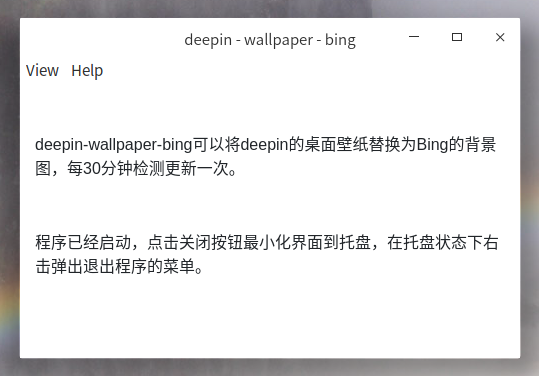 deepin - wallpaper - bing
View Help
deepin-wallpaper-bing可以将deepin的桌面壁纸替换为Bing的背景
图，每30分钟检测更新一次。
程序已经启动，点击关闭按钮最小化界面到托盘，在托盘状态下右
击弹出退出程序的菜单。